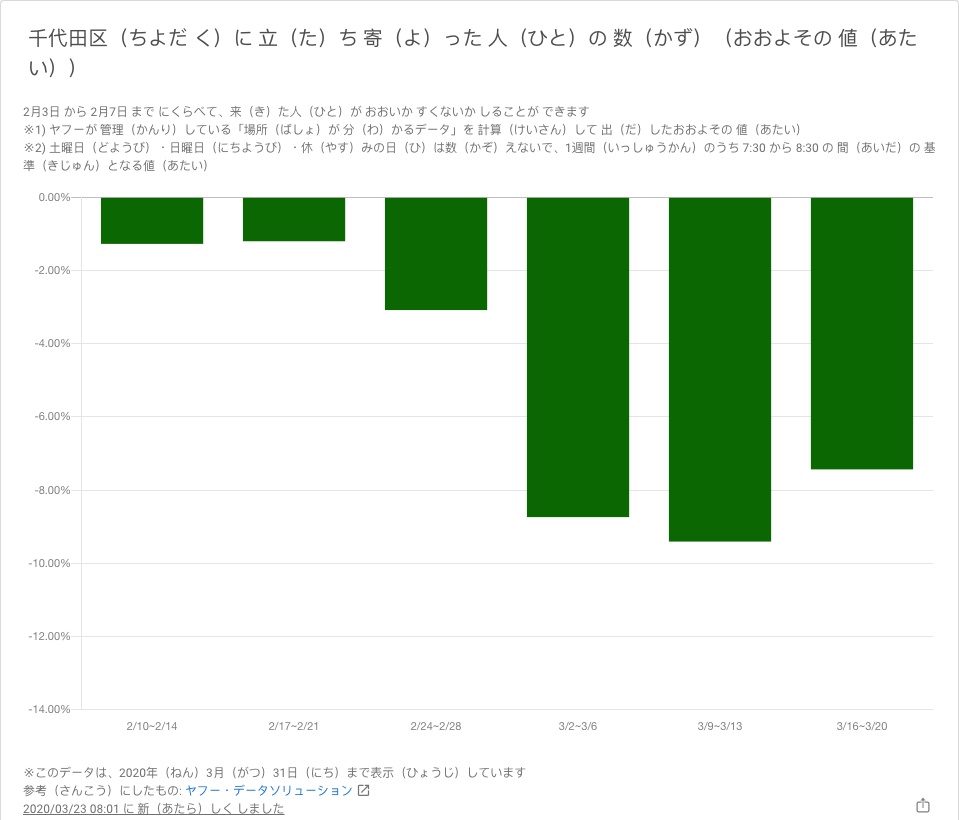 千代田区（ちよだ く）に 立（た）ち 寄（よ）った 人（ひと）の 数（かず）（おおよその 値（あた
い））
2月3日 から 2月7日 まで にくらべて、来（き）た人（ひと）が おおいか すくないか しることが できます
※1) ヤフーが 管理（かんり）している「場所（ばしょ）が 分（わ）かるデータ」を 計算（けいさん）して 出（だ）したおおよその 値（あたい）
※2) 土曜日（どようび）・日曜日（にちようび）・休（やす）みの日（ひ）は数（かぞ）えないで、1週間（いっしゅうかん）のうち 7:30 から 8:30 の 間（あいだ）の 基
準（きじゅん）となる値（あたい）
0.00%
-2.00%
-4.00%
-6.00%
-8.00%
-10.00%
-12.00%
-14.00%
2/10~2/14 2/17~2/21 2/24~2/28 3/2~3/6 3/9~3/13 3/16~3/20
※このデータは、2020年（ねん）3月（がつ）31日（にち）まで表示（ひょうじ）しています
参考（さんこう）にしたもの: ヤフー・データソリューション
2020/03/23 08:01 に 新（あたら）しく しました